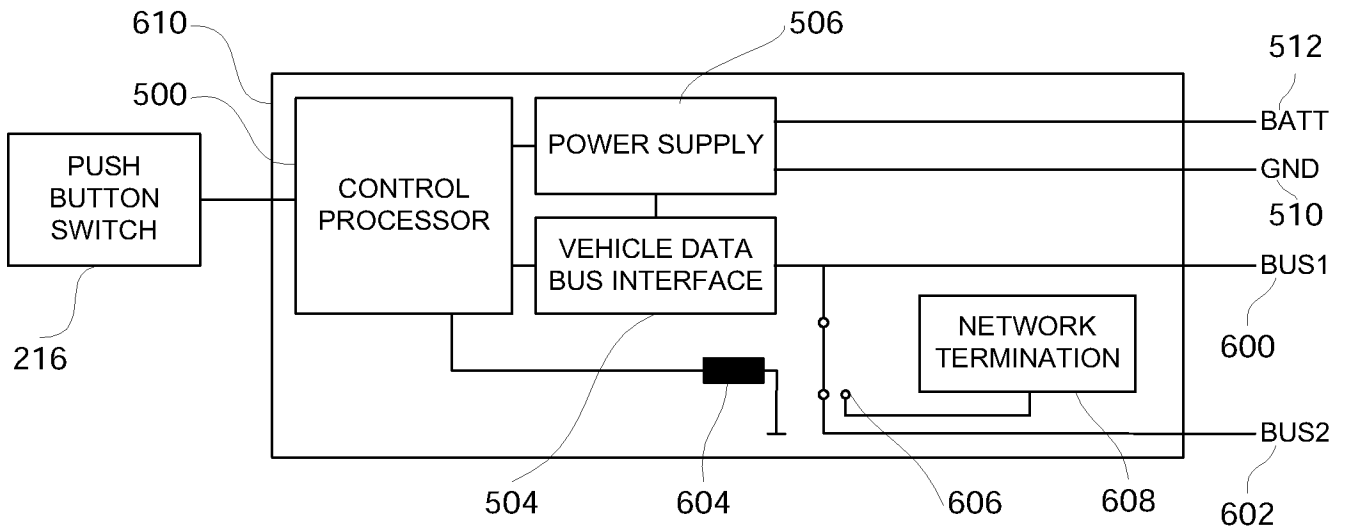 610
506
512
500
BATT
PUSH
BUTTON
SWITCH
CONTROL
PROCESSOR
POWER SUPPLY
GND
510
VEHICLE DATA
BUS INTERFACE
BUS1
NETWORK
TERMINATION
216
600
BUS2
504
604
606
608
602